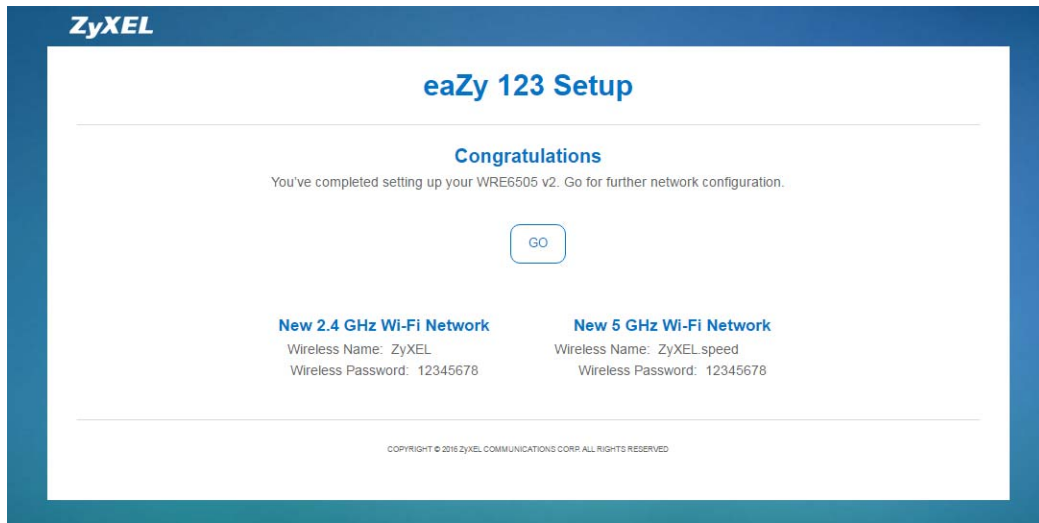 ZyXEL
eaZy 123 Setup
Congratulations
You've completed setting up your WRE6505 v2. Go for further network configuration.
GO
New 2.4 GHz Wi-Fi Network
Wireless Name: ZyXEL
Wireless Password: 12345678
New 5 GHz Wi-Fi Network
Wireless Name: ZyXEL.speed
Wireless Password: 12345678
COPYRIGHT © 2016 ZyXEL COMMUNICATIONS CORP. ALL RIGHTS RESERVED